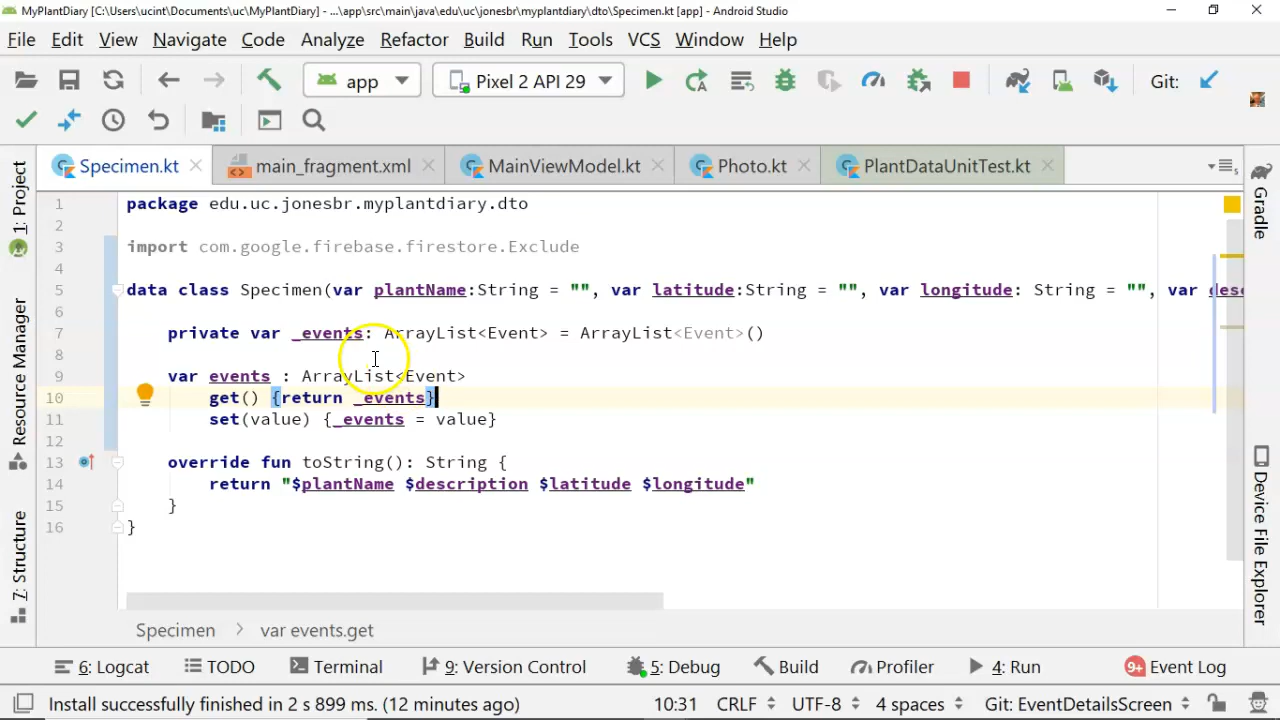 MyPlantDiary [C:\Users\ucint\Documents\uc\MyPlantDiary] - ...\app\src\main\java\edu\uc\jonesbr\myplantdiary\dto\Specimen.kt [app] - Android Studio
File Edit View Navigate Code Analyze Refactor Build Run Tools VCS Window Help
app Pixel 2 API 29 Git:
Specimen.kt main_fragment.xml MainViewModel.kt Photo.kt PlantDataUnitTest.kt
1: Project
Resource Manager
7: Structure
1 package edu.uc.jonesbr.myplantdiary.dto
2
3 import com.google.firebase.firestore.Exclude
4
5 data class Specimen(var plantName:String = "", var latitude:String = "", var longitude: String = "", var
6
7 private var _events: ArrayList<Event> = ArrayList<Event>()
8
9 var events : ArrayList<Event>
10 get() {return _events}
11 set(value) {_events = value}
12
13 override fun toString(): String {
14 return "$plantName $description $latitude $longitude"
15 }
16 }
Gradle
Device File Explorer
Specimen > var events.get
6: Logcat TODO Terminal 9: Version Control 5: Debug Build Profiler 4: Run 9+ Event Log
Install successfully finished in 2 s 899 ms. (12 minutes ago) 10:31 CRLF UTF-8 4 spaces Git: EventDetailsScreen